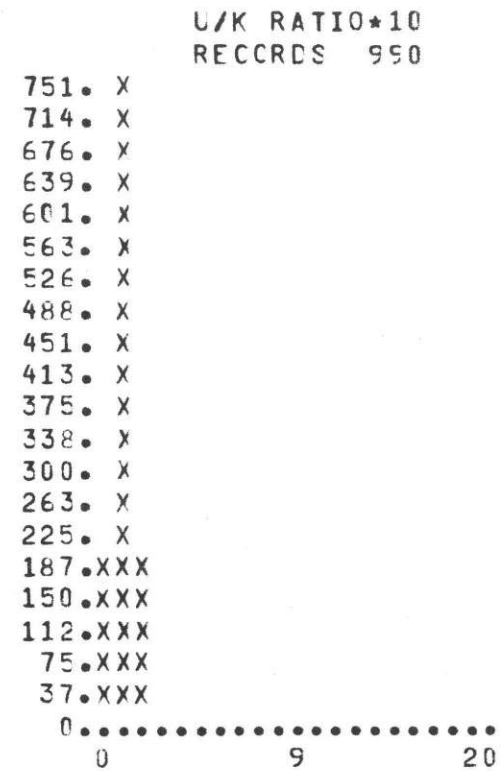 U/K RATIO*10
RECORDS 990
751. X
714. X
676. X
639. X
601. X
563. X
526. X
488. X
451. X
413. X
375. X
338. X
300. X
263. X
225. X
187.XXX
150.XXX
112.XXX
75.XXX
37.XXX
0.....................
0 9 20